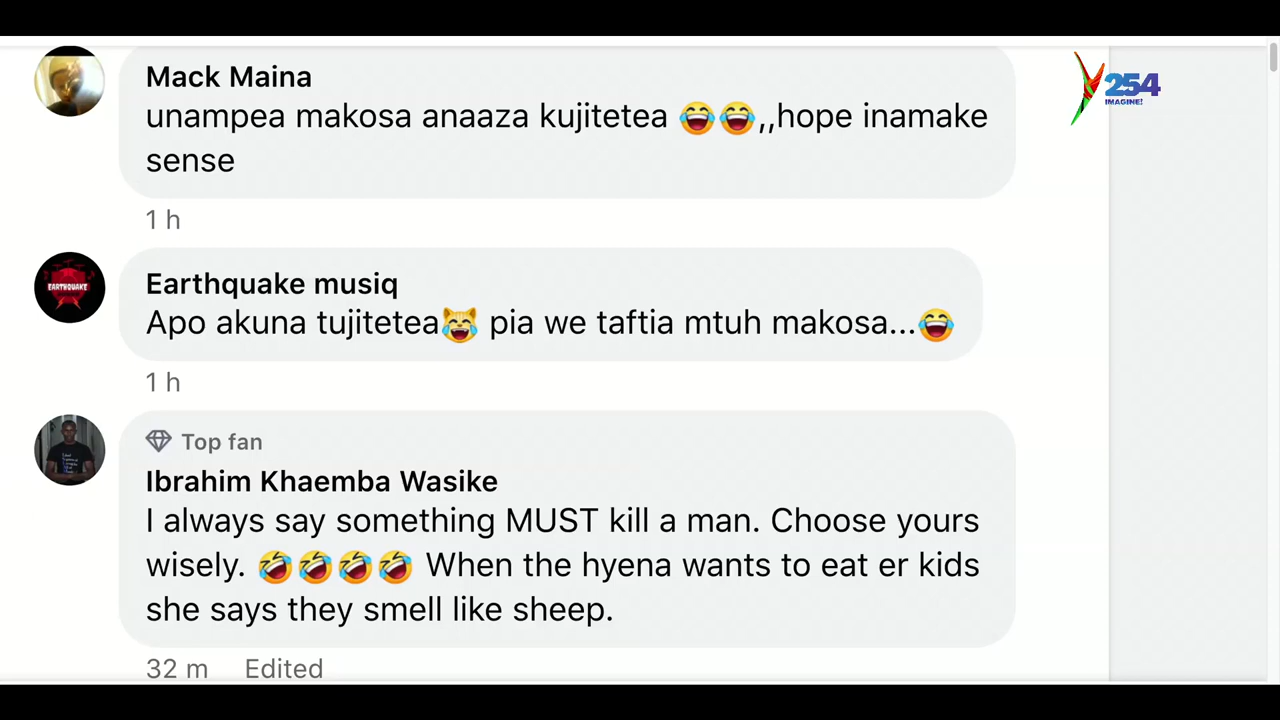 Mack Maina
unampea makosa anaaza kujitetea 😂😂,,hope inamake
sense
1 h
254
IMAGINE!
EARTHQUAKE
Earthquake musiq
Apo akuna tujitetea😹 pia we taftia mtuh makosa...😂
1 h
Top fan
Ibrahim Khaemba Wasike
I always say something MUST kill a man. Choose yours
wisely. 🤣🤣🤣🤣 When the hyena wants to eat er kids
she says they smell like sheep.
32 m Edited